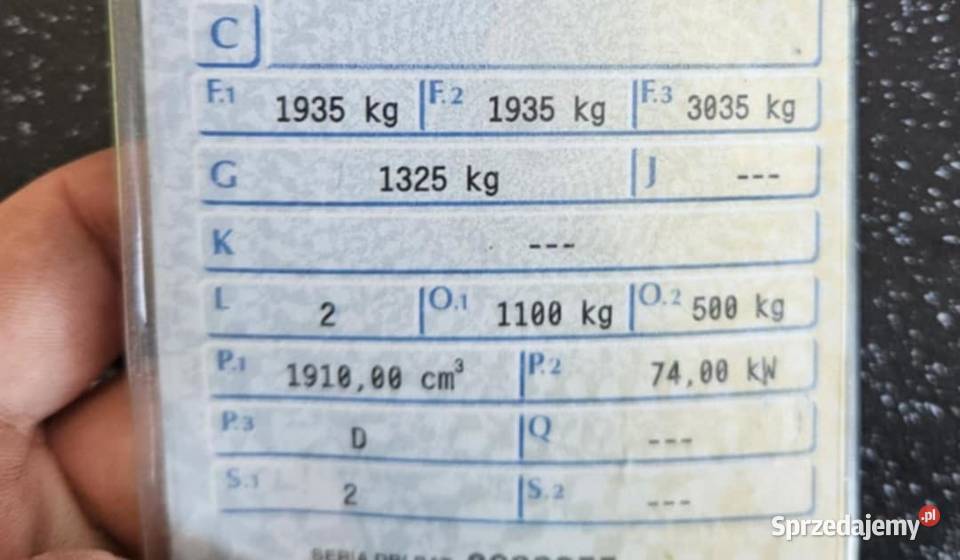 C
F.1 1935 kg F.2 1935 kg F.3 3035 kg
G 1325 kg J ---
K ---
L 2 O.1 1100 kg O.2 500 kg
P.1 1910,00 cm³ P.2 74,00 kW
P.3 D Q ---
S.1 2 S.2 ---
SERIA
Sprzedajemy.pl